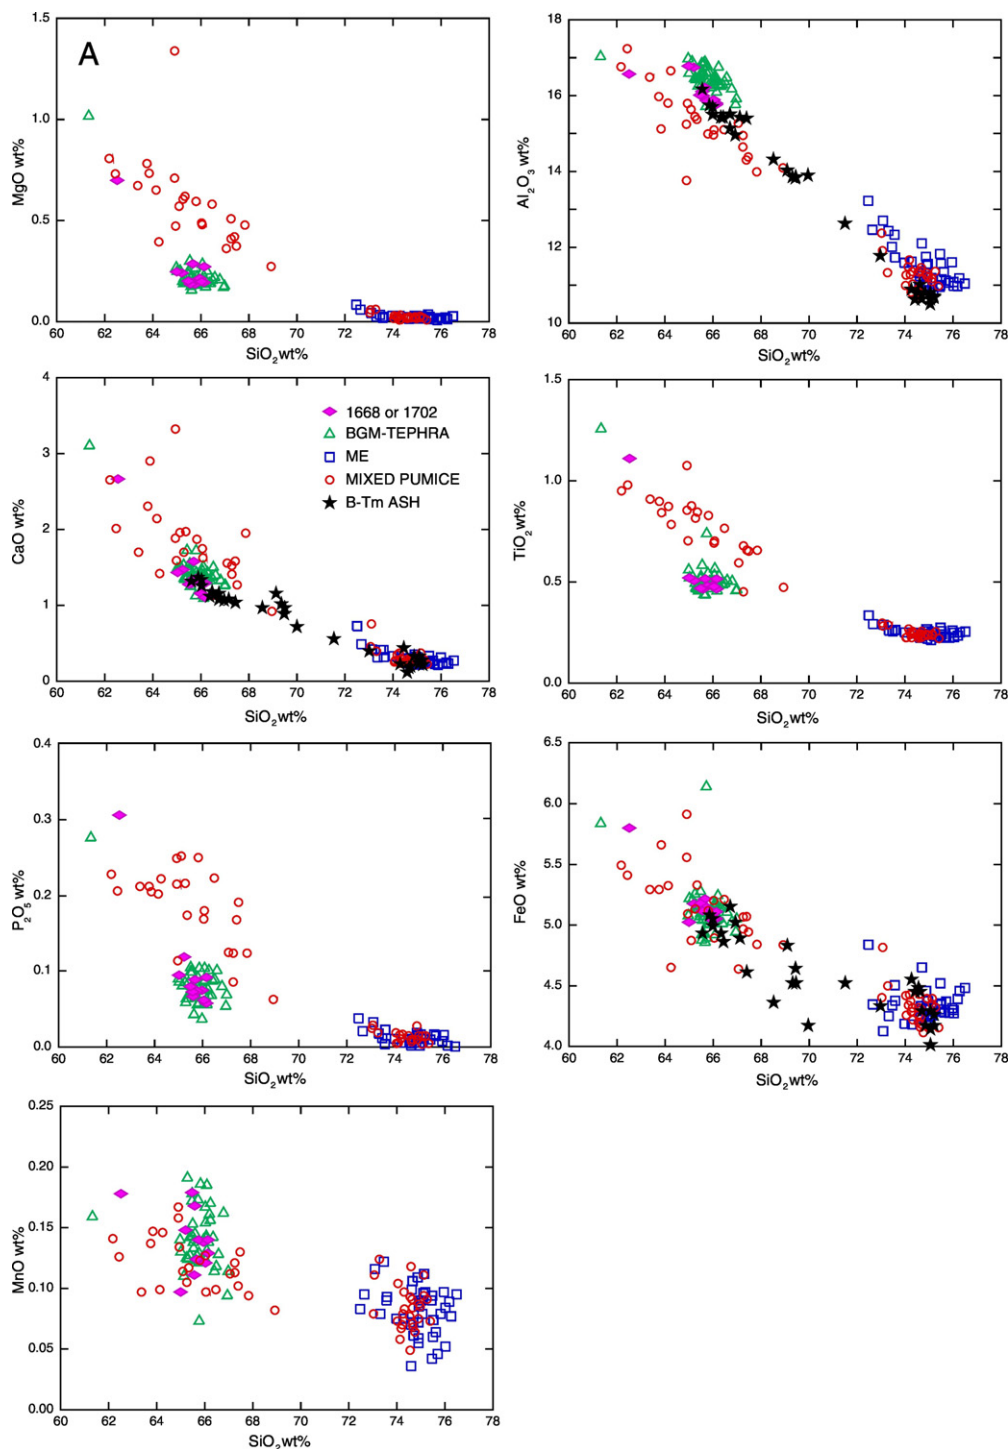 A
1.5
1.0
0.5
0.0
MgO wt%
60 62 64 66 68 70 72 74 76 78
SiO2 wt%
20
18
16
14
12
10
Al2O3 wt%
60 62 64 66 68 70 72 74 76 78
SiO2 wt%
4
3
2
1
0
CaO wt%
1668 or 1702
BGM-TEPHRA
ME
MIXED PUMICE
B-Tm ASH
60 62 64 66 68 70 72 74 76 78
SiO2 wt%
1.5
1.0
0.5
0.0
TiO2 wt%
60 62 64 66 68 70 72 74 76 78
SiO2 wt%
0.4
0.3
0.2
0.1
0.0
P2O5 wt%
60 62 64 66 68 70 72 74 76 78
SiO2 wt%
6.5
6.0
5.5
5.0
4.5
4.0
FeO wt%
60 62 64 66 68 70 72 74 76 78
SiO2 wt%
0.25
0.20
0.15
0.10
0.05
0.00
MnO wt%
60 62 64 66 68 70 72 74 76 78
SiO2 wt%